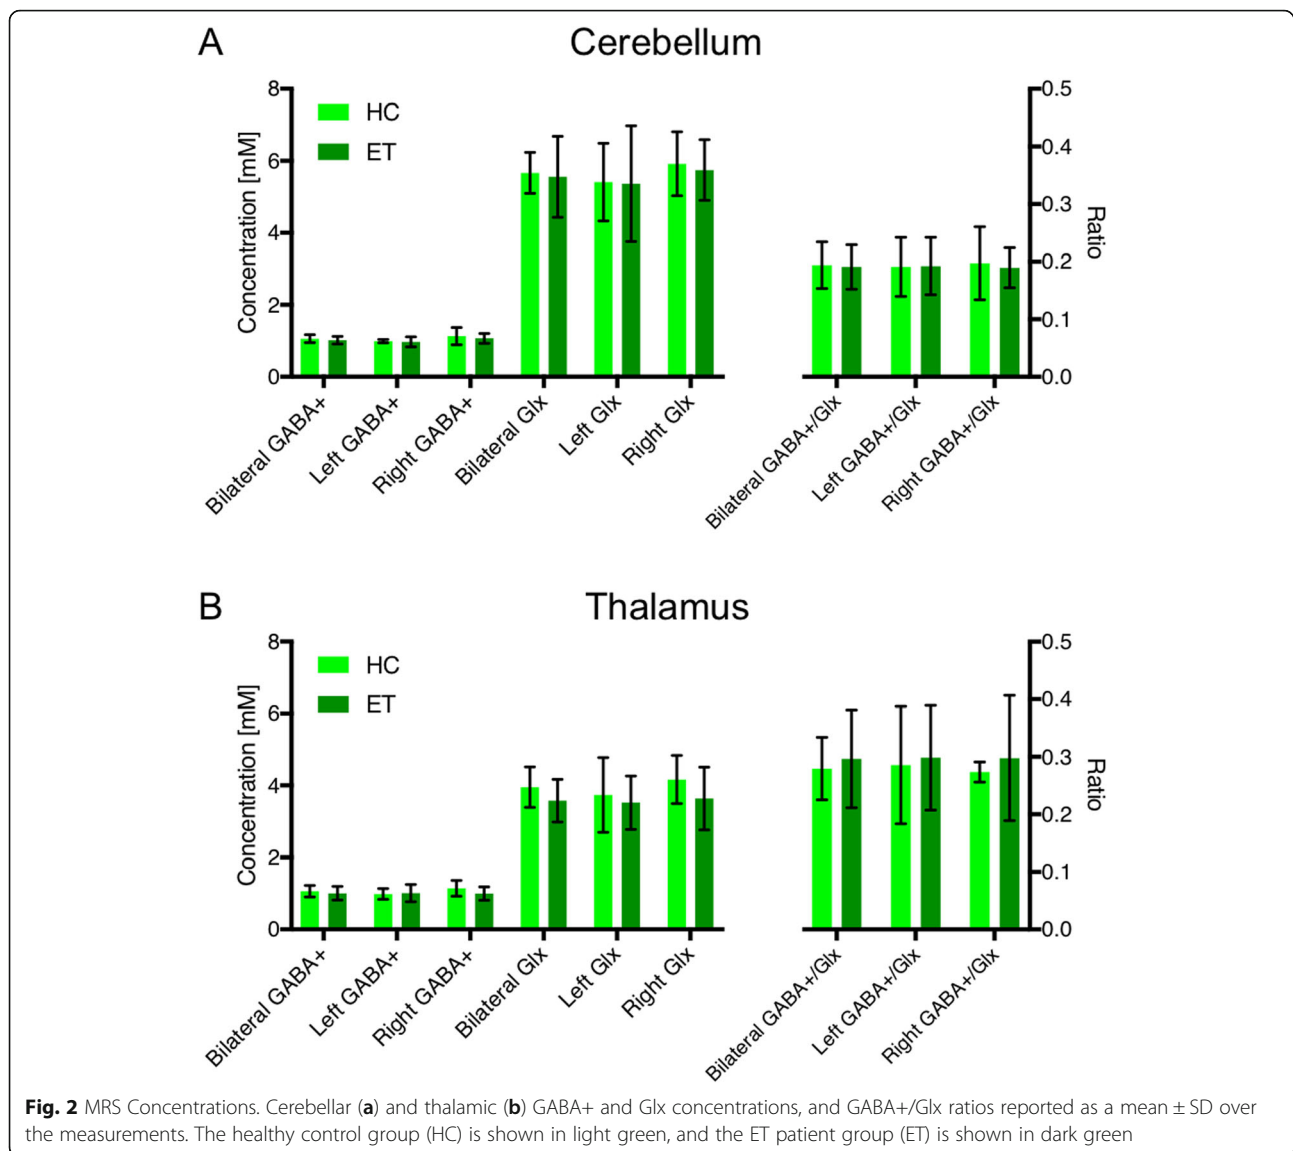 A
Cerebellum
HC
ET
8
6
4
2
0
Concentration [mM]
0.5
0.4
0.3
0.2
0.1
0.0
Ratio
Bilateral GABA+
Left GABA+
Right GABA+
Bilateral Glx
Left Glx
Right Glx
Bilateral GABA+/Glx
Left GABA+/Glx
Right GABA+/Glx
B
Thalamus
HC
ET
8
6
4
2
0
Concentration [mM]
0.5
0.4
0.3
0.2
0.1
0.0
Ratio
Bilateral GABA+
Left GABA+
Right GABA+
Bilateral Glx
Left Glx
Right Glx
Bilateral GABA+/Glx
Left GABA+/Glx
Right GABA+/Glx
Fig. 2 MRS Concentrations. Cerebellar (a) and thalamic (b) GABA+ and Glx concentrations, and GABA+/Glx ratios reported as a mean ± SD over
the measurements. The healthy control group (HC) is shown in light green, and the ET patient group (ET) is shown in dark green